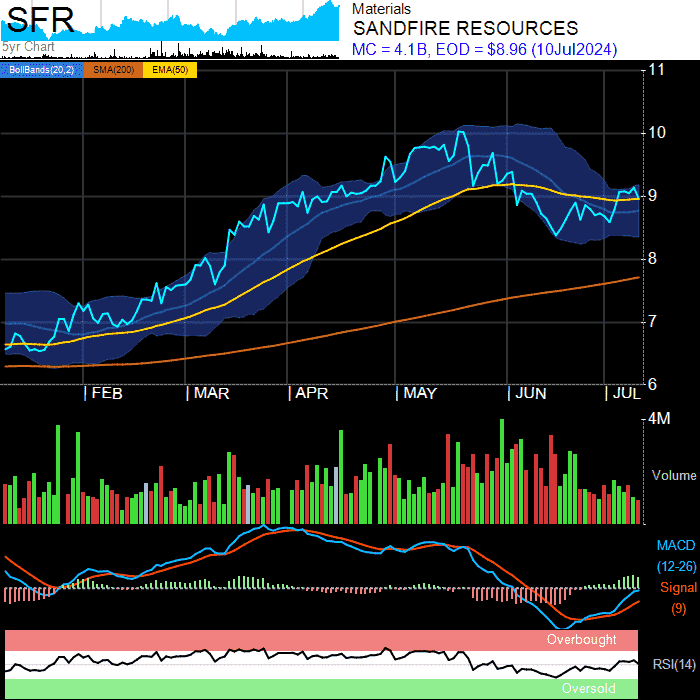 SFR
5yr Chart
Materials
SANDFIRE RESOURCES
MC = 4.1B, EOD = $8.96 (10Jul2024)
BollBands(20,2) SMA(200) EMA(50)
11
10
9
8
7
6
FEB MAR APR MAY JUN JUL
4M
Volume
MACD
(12-26)
Signal
(9)
Overbought
RSI(14)
Oversold